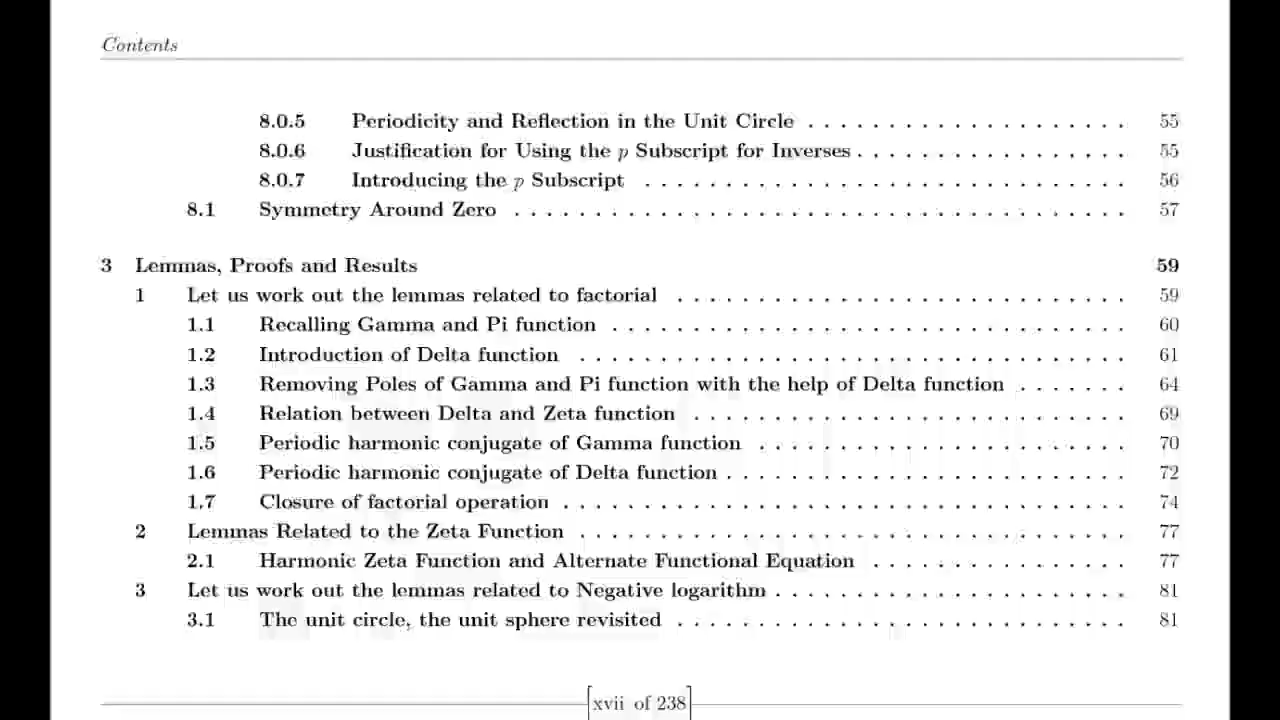 Contents
8.0.5 Periodicity and Reflection in the Unit Circle . . . . . . . . . . . . . . . . . . . . 55
8.0.6 Justification for Using the p Subscript for Inverses . . . . . . . . . . . . . . . . . 55
8.0.7 Introducing the p Subscript . . . . . . . . . . . . . . . . . . . . . . . . . . . . . . 56
8.1 Symmetry Around Zero . . . . . . . . . . . . . . . . . . . . . . . . . . . . . . . . . . . . . . 57
3 Lemmas, Proofs and Results 59
1 Let us work out the lemmas related to factorial . . . . . . . . . . . . . . . . . . . . . . . . . . . . 59
1.1 Recalling Gamma and Pi function . . . . . . . . . . . . . . . . . . . . . . . . . . . . . . . . 60
1.2 Introduction of Delta function . . . . . . . . . . . . . . . . . . . . . . . . . . . . . . . . . . 61
1.3 Removing Poles of Gamma and Pi function with the help of Delta function . . . . . . . 64
1.4 Relation between Delta and Zeta function . . . . . . . . . . . . . . . . . . . . . . . . . . . 69
1.5 Periodic harmonic conjugate of Gamma function . . . . . . . . . . . . . . . . . . . . . . . 70
1.6 Periodic harmonic conjugate of Delta function . . . . . . . . . . . . . . . . . . . . . . . . . 72
1.7 Closure of factorial operation . . . . . . . . . . . . . . . . . . . . . . . . . . . . . . . . . . . 74
2 Lemmas Related to the Zeta Function . . . . . . . . . . . . . . . . . . . . . . . . . . . . . . . . . . 77
2.1 Harmonic Zeta Function and Alternate Functional Equation . . . . . . . . . . . . . . . . 77
3 Let us work out the lemmas related to Negative logarithm . . . . . . . . . . . . . . . . . . . . . . 81
3.1 The unit circle, the unit sphere revisited . . . . . . . . . . . . . . . . . . . . . . . . . . . . 81
xvii of 238